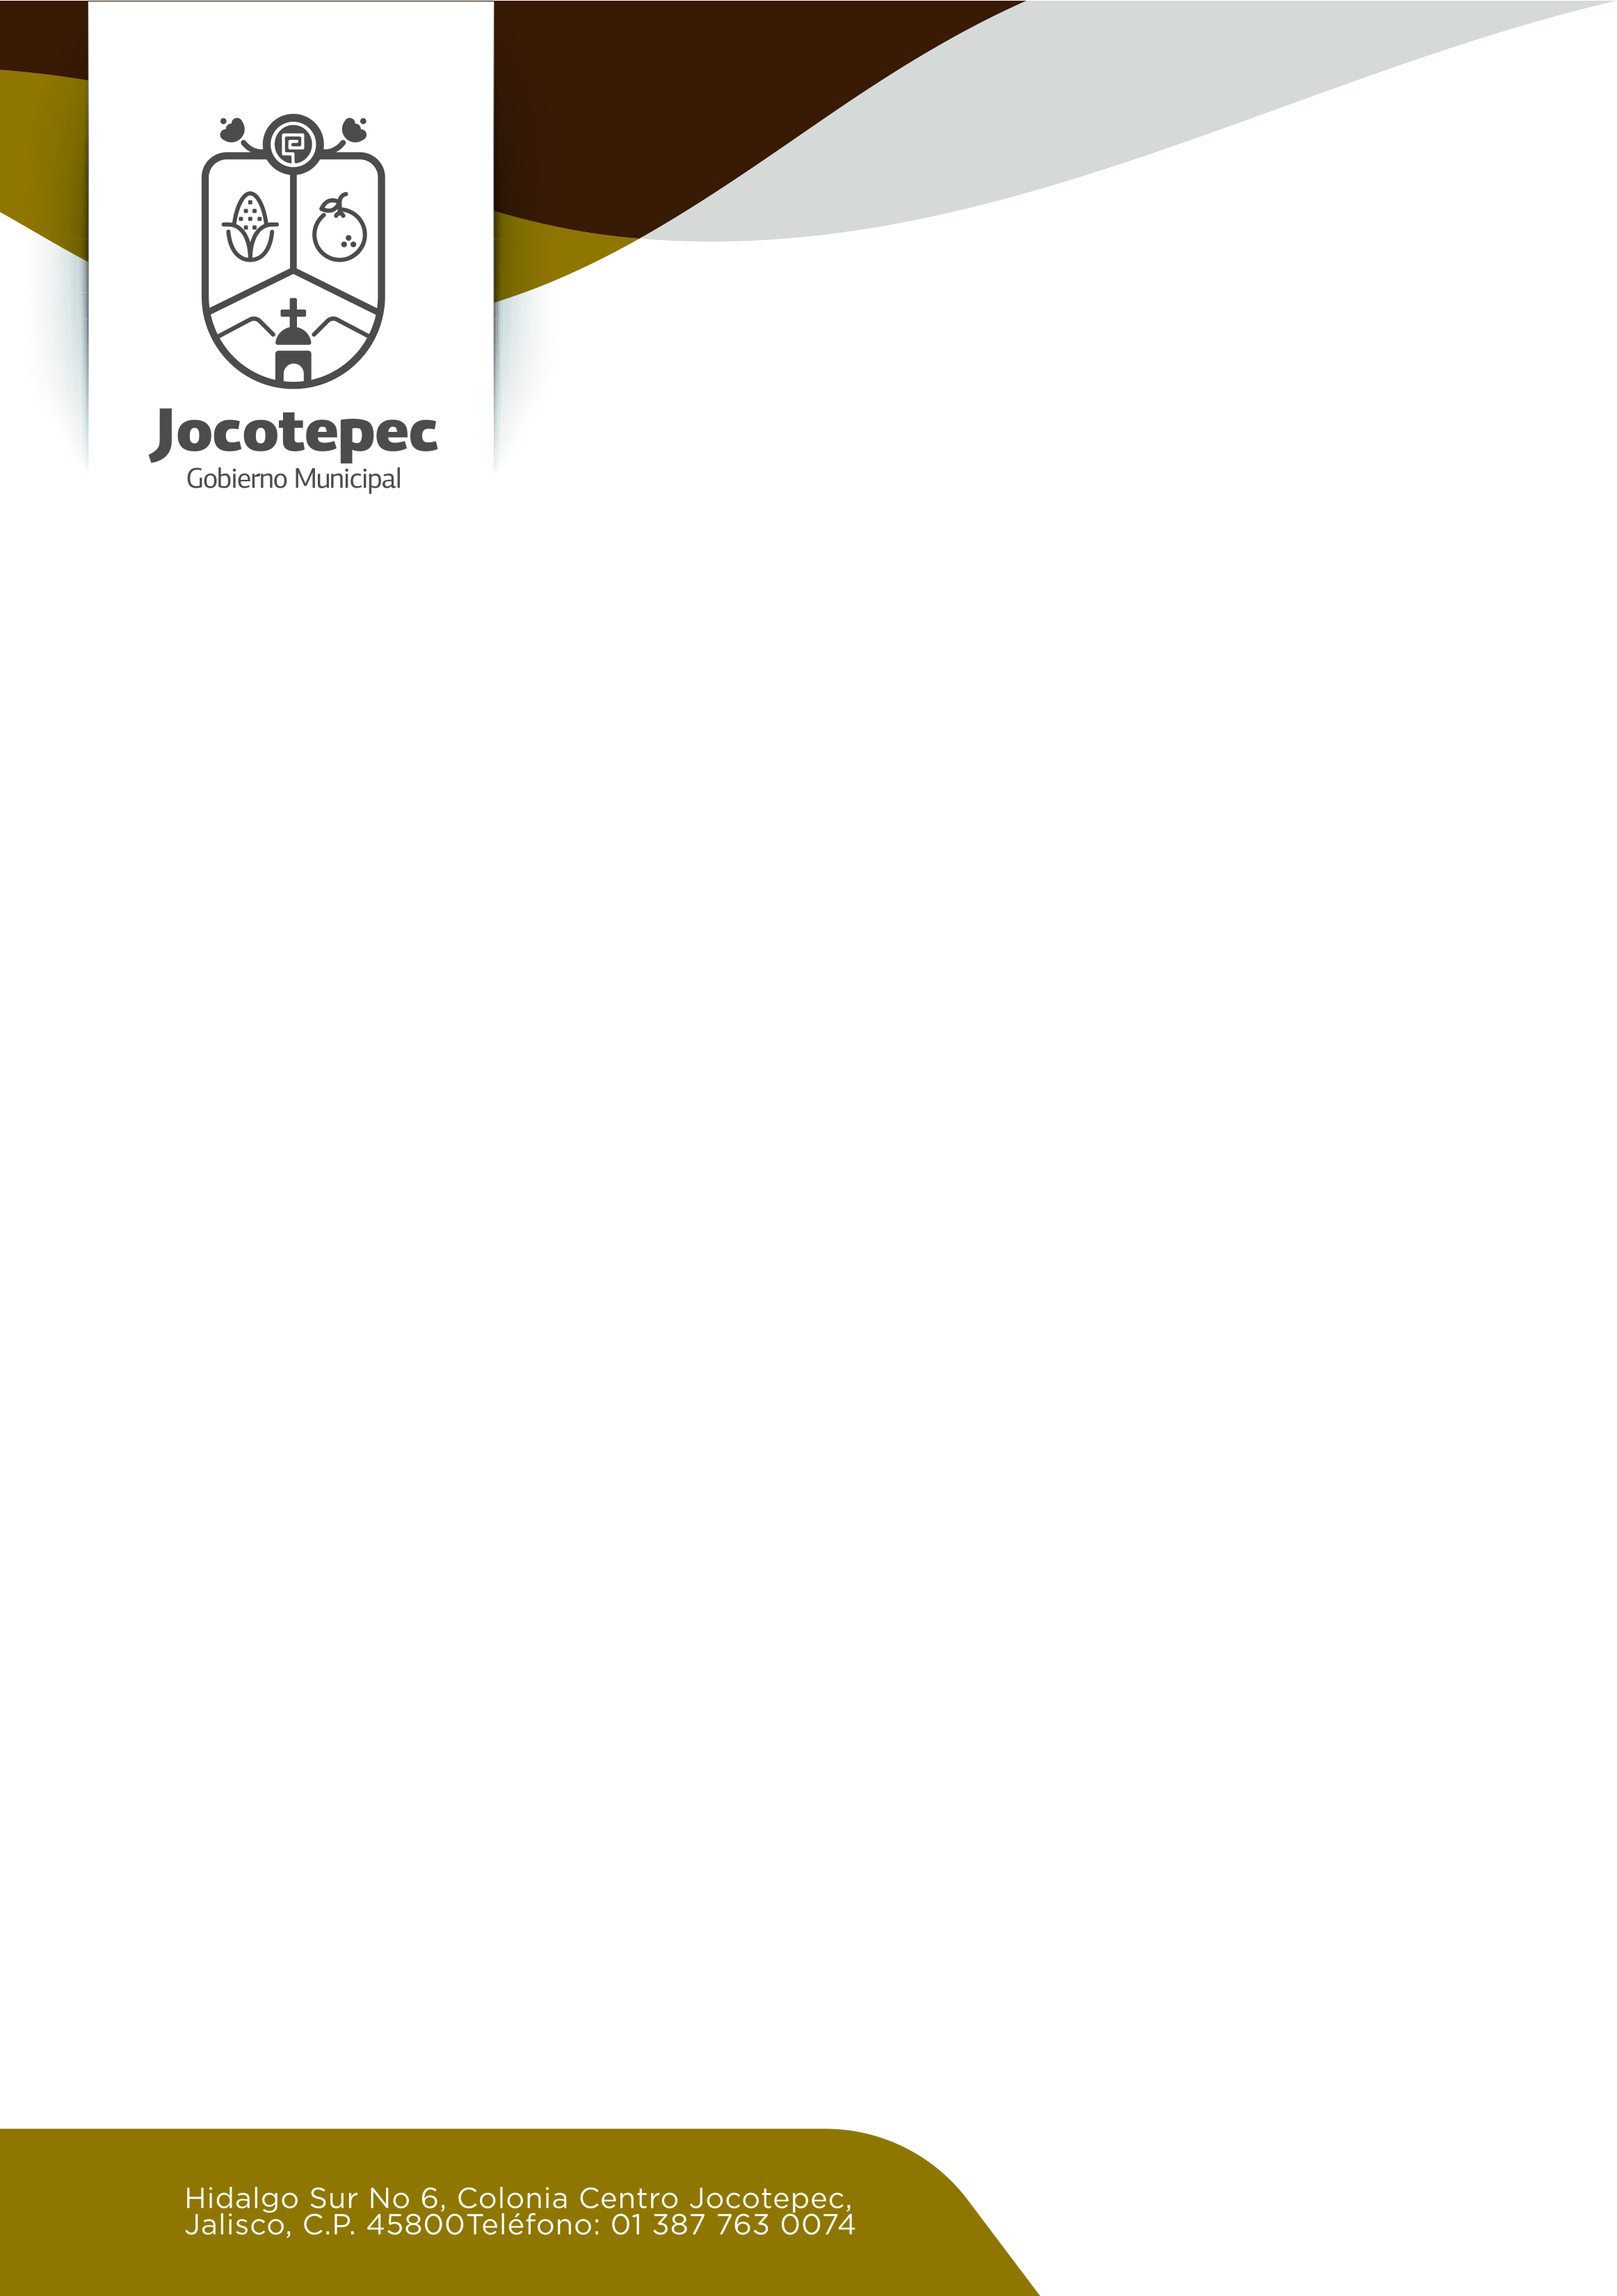 Jocotepec
Gobierno Municipal
Hidalgo Sur No 6, Colonia Centro Jocotepec,
Jalisco, C.P. 45800Teléfono: 01 387 763 0074